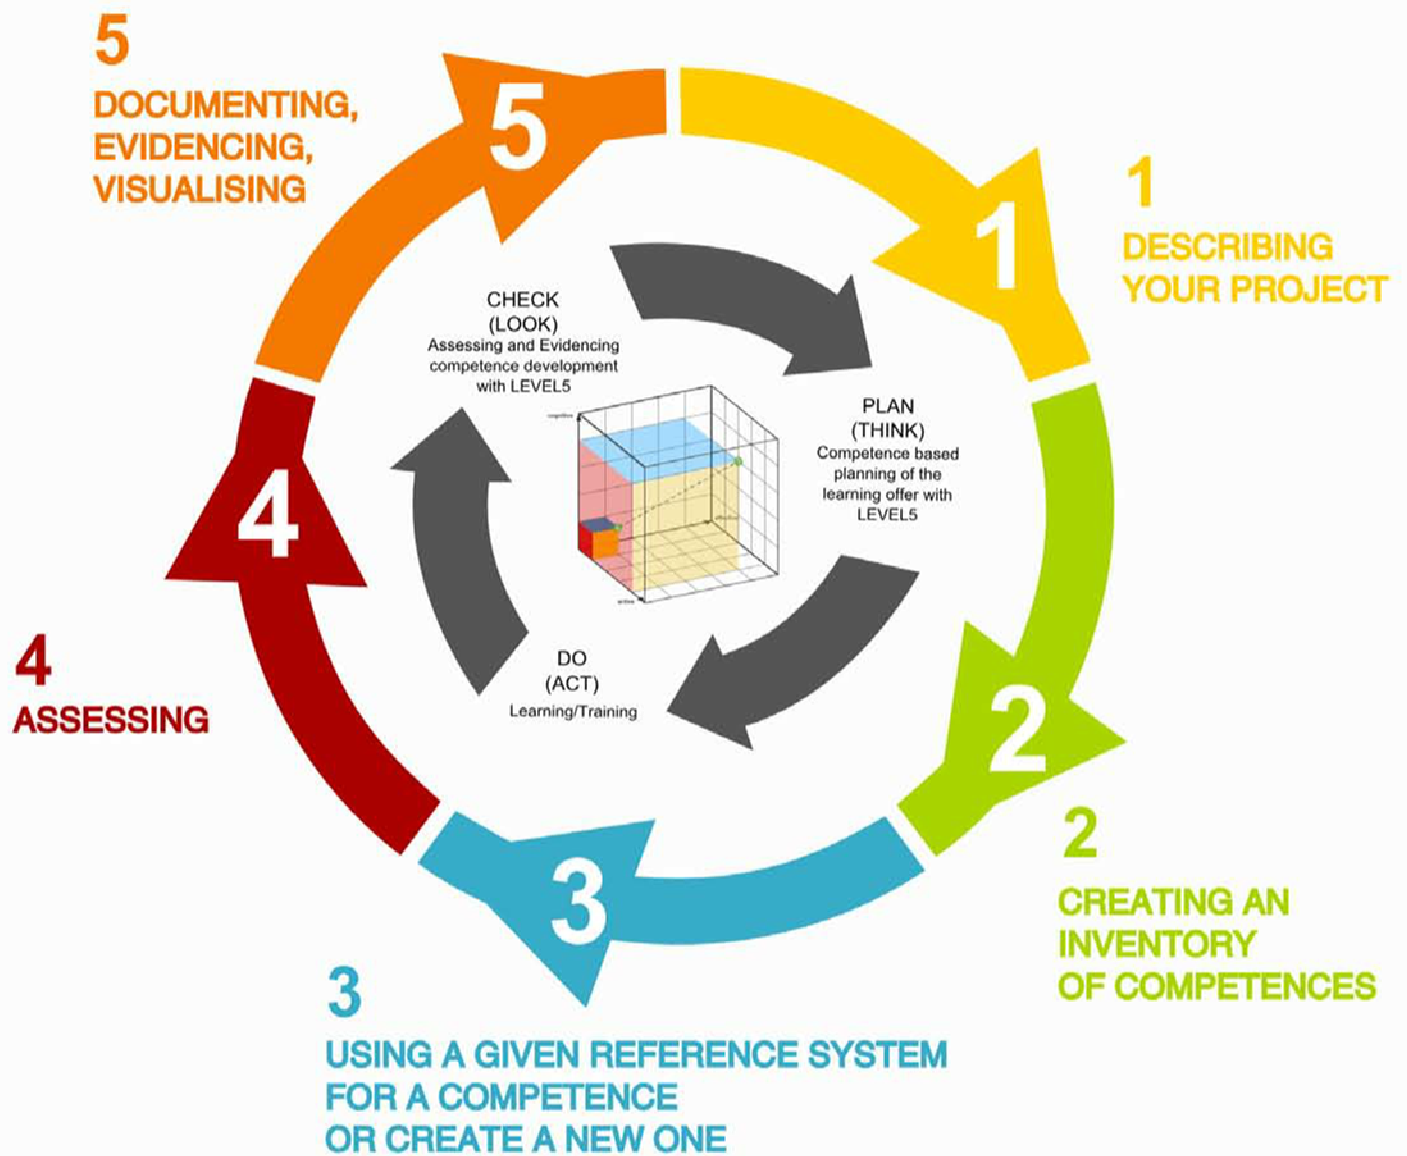 5
DOCUMENTING,
EVIDENCING,
VISUALISING
5
1
1
DESCRIBING
YOUR PROJECT
CHECK
(LOOK)
Assessing and Evidencing
competence development
with LEVEL5
PLAN
(THINK)
Competence based
planning of the
learning offer with
LEVEL5
4
DO
(ACT)
Learning/Training
4
ASSESSING
2
2
CREATING AN
INVENTORY
OF COMPETENCES
3
3
USING A GIVEN REFERENCE SYSTEM
FOR A COMPETENCE
OR CREATE A NEW ONE